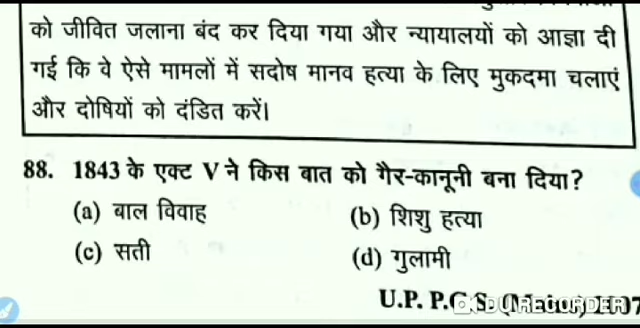 को जीवित जलाना बंद कर दिया गया और न्यायालयों को आज्ञा दी
गई कि वे ऐसे मामलों में सदोष मानव हत्या के लिए मुकदमा चलाएं
और दोषियों को दंडित करें।
88. 1843 के एक्ट V ने किस बात को गैर-कानूनी बना दिया?
(a) बाल विवाह (b) शिशु हत्या
(c) सती (d) गुलामी
U.P. P.C.S.